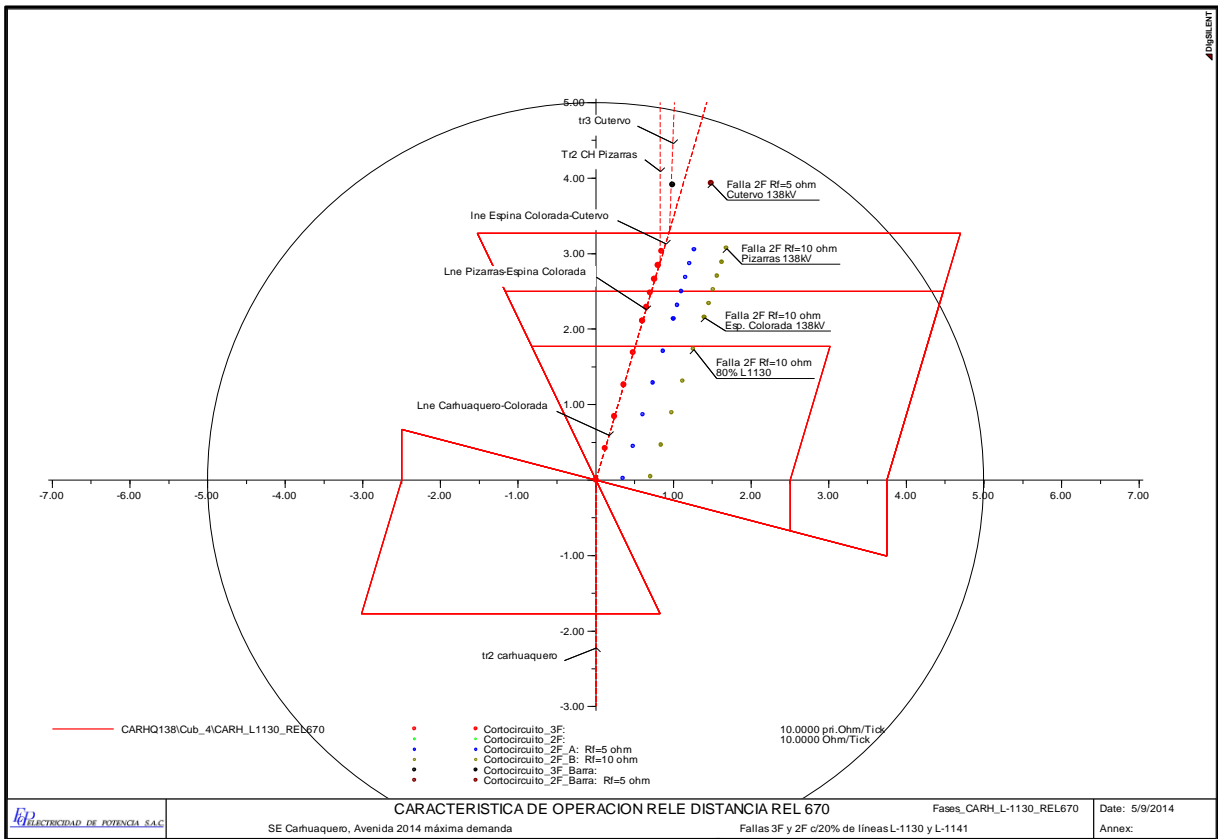 DIgSILENT
5.00
tr3 Cutervo
Tr2 CH Pizarras
4.00
Falla 2F Rf=5 ohm
Cutervo 138kV
lne Espina Colorada-Cutervo
3.00
Falla 2F Rf=10 ohm
Pizarras 138kV
Lne Pizarras-Espina Colorada
2.00
Falla 2F Rf=10 ohm
Esp. Colorada 138kV
Falla 2F Rf=10 ohm
80% L1130
1.00
Lne Carhuaquero-Colorada
-7.00 -6.00 -5.00 -4.00 -3.00 -2.00 -1.00 1.00 2.00 3.00 4.00 5.00 6.00 7.00
-1.00
-2.00
tr2 carhuaquero
-3.00
CARHQ138\Cub_4\CARH_L1130_REL670
Cortocircuito_3F:
Cortocircuito_2F:
Cortocircuito_2F_A: Rf=5 ohm
Cortocircuito_2F_B: Rf=10 ohm
Cortocircuito_3F_Barra:
Cortocircuito_2F_Barra: Rf=5 ohm
10.0000 pri.Ohm/Tick
10.0000 Ohm/Tick
ELECTRICIDAD DE POTENCIA S.A.C
CARACTERISTICA DE OPERACION RELE DISTANCIA REL 670
SE Carhuaquero, Avenida 2014 máxima demanda
Fallas 3F y 2F c/20% de líneas L-1130 y L-1141
Fases_CARH_L-1130_REL670
Date: 5/9/2014
Annex: